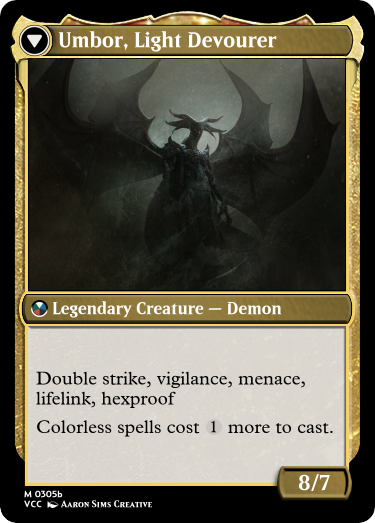 Umbor, Light Devourer
Legendary Creature — Demon
Double strike, vigilance, menace,
lifelink, hexproof
Colorless spells cost 1 more to cast.
8/7
M 0305b
VCC Aaron Sims Creative